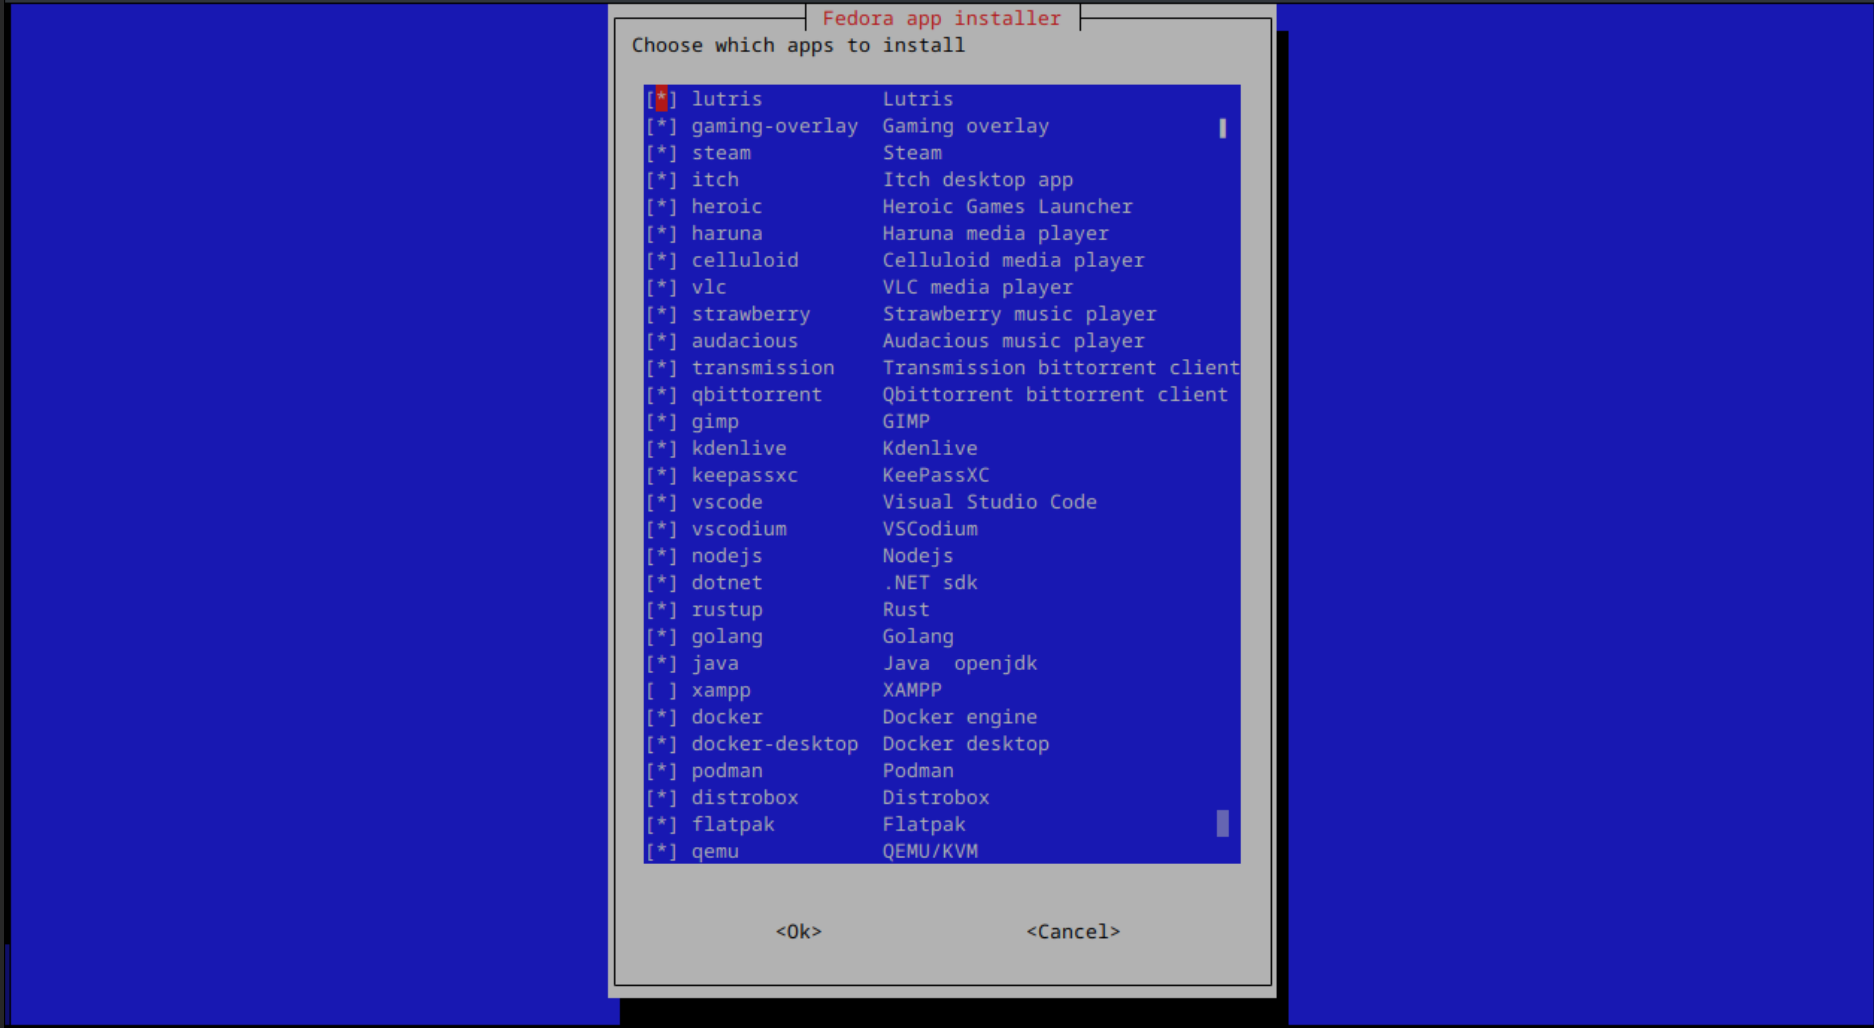 Fedora app installer
Choose which apps to install
[*] lutris Lutris
[*] gaming-overlay Gaming overlay
[*] steam Steam
[*] itch Itch desktop app
[*] heroic Heroic Games Launcher
[*] haruna Haruna media player
[*] celluloid Celluloid media player
[*] vlc VLC media player
[*] strawberry Strawberry music player
[*] audacious Audacious music player
[*] transmission Transmission bittorrent client
[*] qbittorrent Qbittorrent bittorrent client
[*] gimp GIMP
[*] kdenlive Kdenlive
[*] keepassxc KeePassXC
[*] vscode Visual Studio Code
[*] vscodium VSCodium
[*] nodejs Nodejs
[*] dotnet .NET sdk
[*] rustup Rust
[*] golang Golang
[*] java Java  openjdk
[ ] xampp XAMPP
[*] docker Docker engine
[*] docker-desktop Docker desktop
[*] podman Podman
[*] distrobox Distrobox
[*] flatpak Flatpak
[*] qemu QEMU/KVM
<Ok> <Cancel>